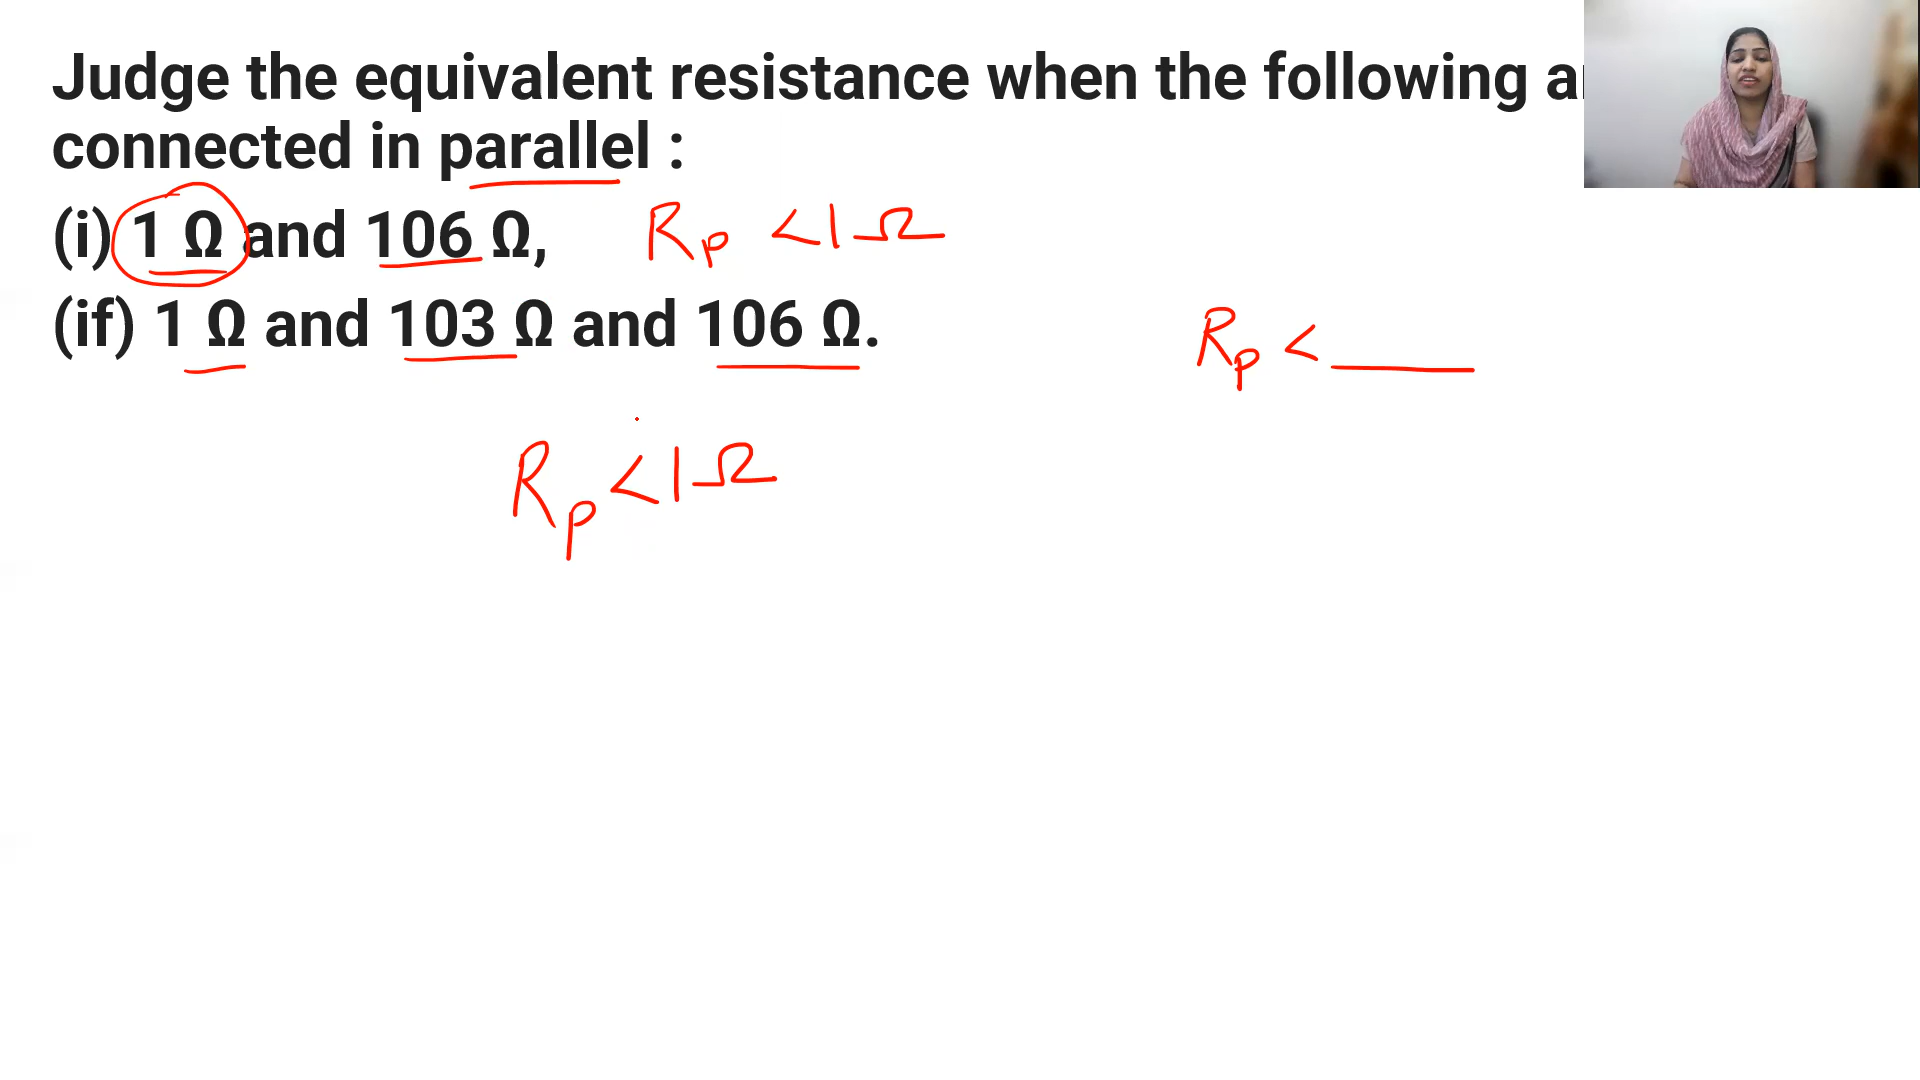 Judge the equivalent resistance when the following
connected in parallel :
(i) 1 Ω and 106 Ω,
Rp < 1 Ω
(if) 1 Ω and 103 Ω and 106 Ω.
Rp < ____
Rp < 1 Ω